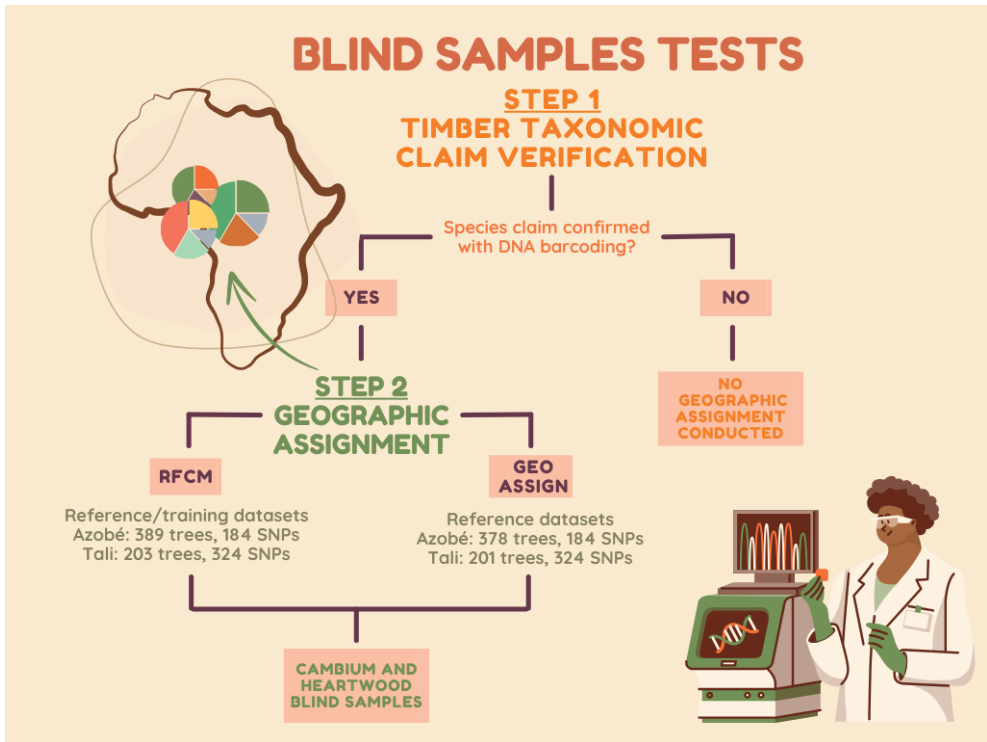 BLIND SAMPLES TESTS
STEP 1
TIMBER TAXONOMIC
CLAIM VERIFICATION
Species claim confirmed
with DNA barcoding?
YES
NO
NO
GEOGRAPHIC
ASSIGNMENT
CONDUCTED
STEP 2
GEOGRAPHIC
ASSIGNMENT
RFCM
Reference/training datasets
Azobé: 389 trees, 184 SNPs
Tali: 203 trees, 324 SNPs
GEO
ASSIGN
Reference datasets
Azobé: 378 trees, 184 SNPs
Tali: 201 trees, 324 SNPs
CAMBIUM AND
HEARTWOOD
BLIND SAMPLES